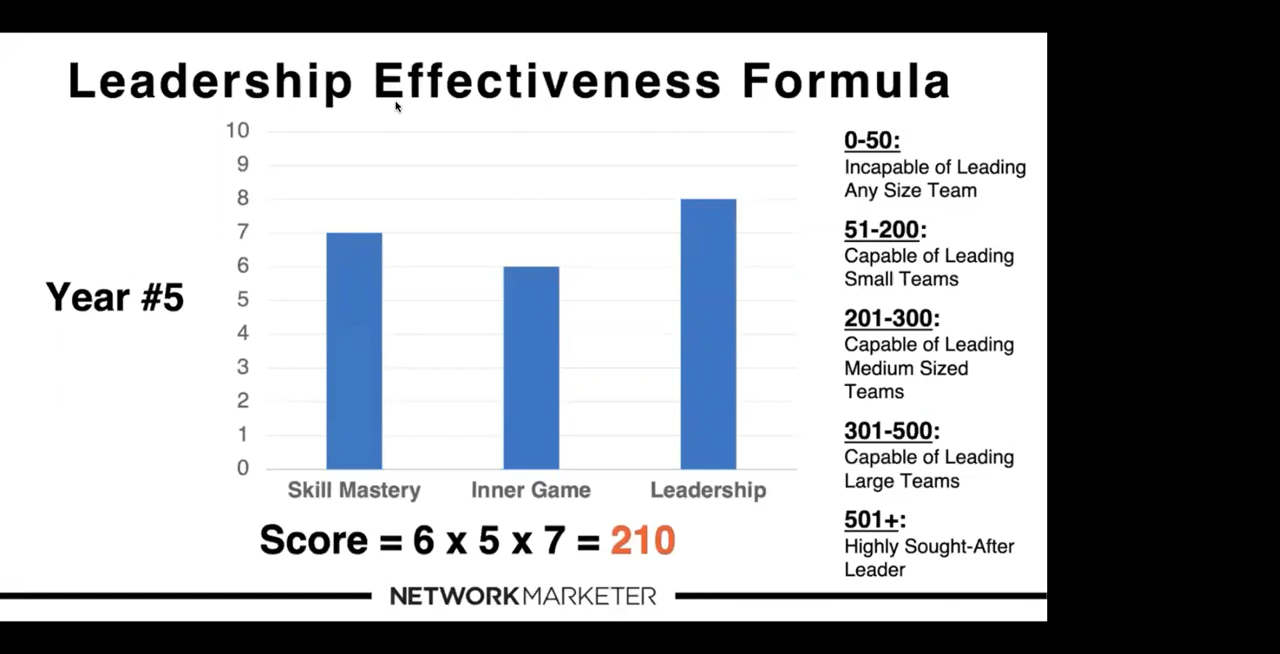 Leadership Effectiveness Formula
Year #5
10
9
8
7
6
5
4
3
2
1
0
Skill Mastery
Inner Game
Leadership
Score = 6 x 5 x 7 = 210
0-50:
Incapable of Leading
Any Size Team
51-200:
Capable of Leading
Small Teams
201-300:
Capable of Leading
Medium Sized
Teams
301-500:
Capable of Leading
Large Teams
501+:
Highly Sought-After
Leader
NETWORKMARKETER